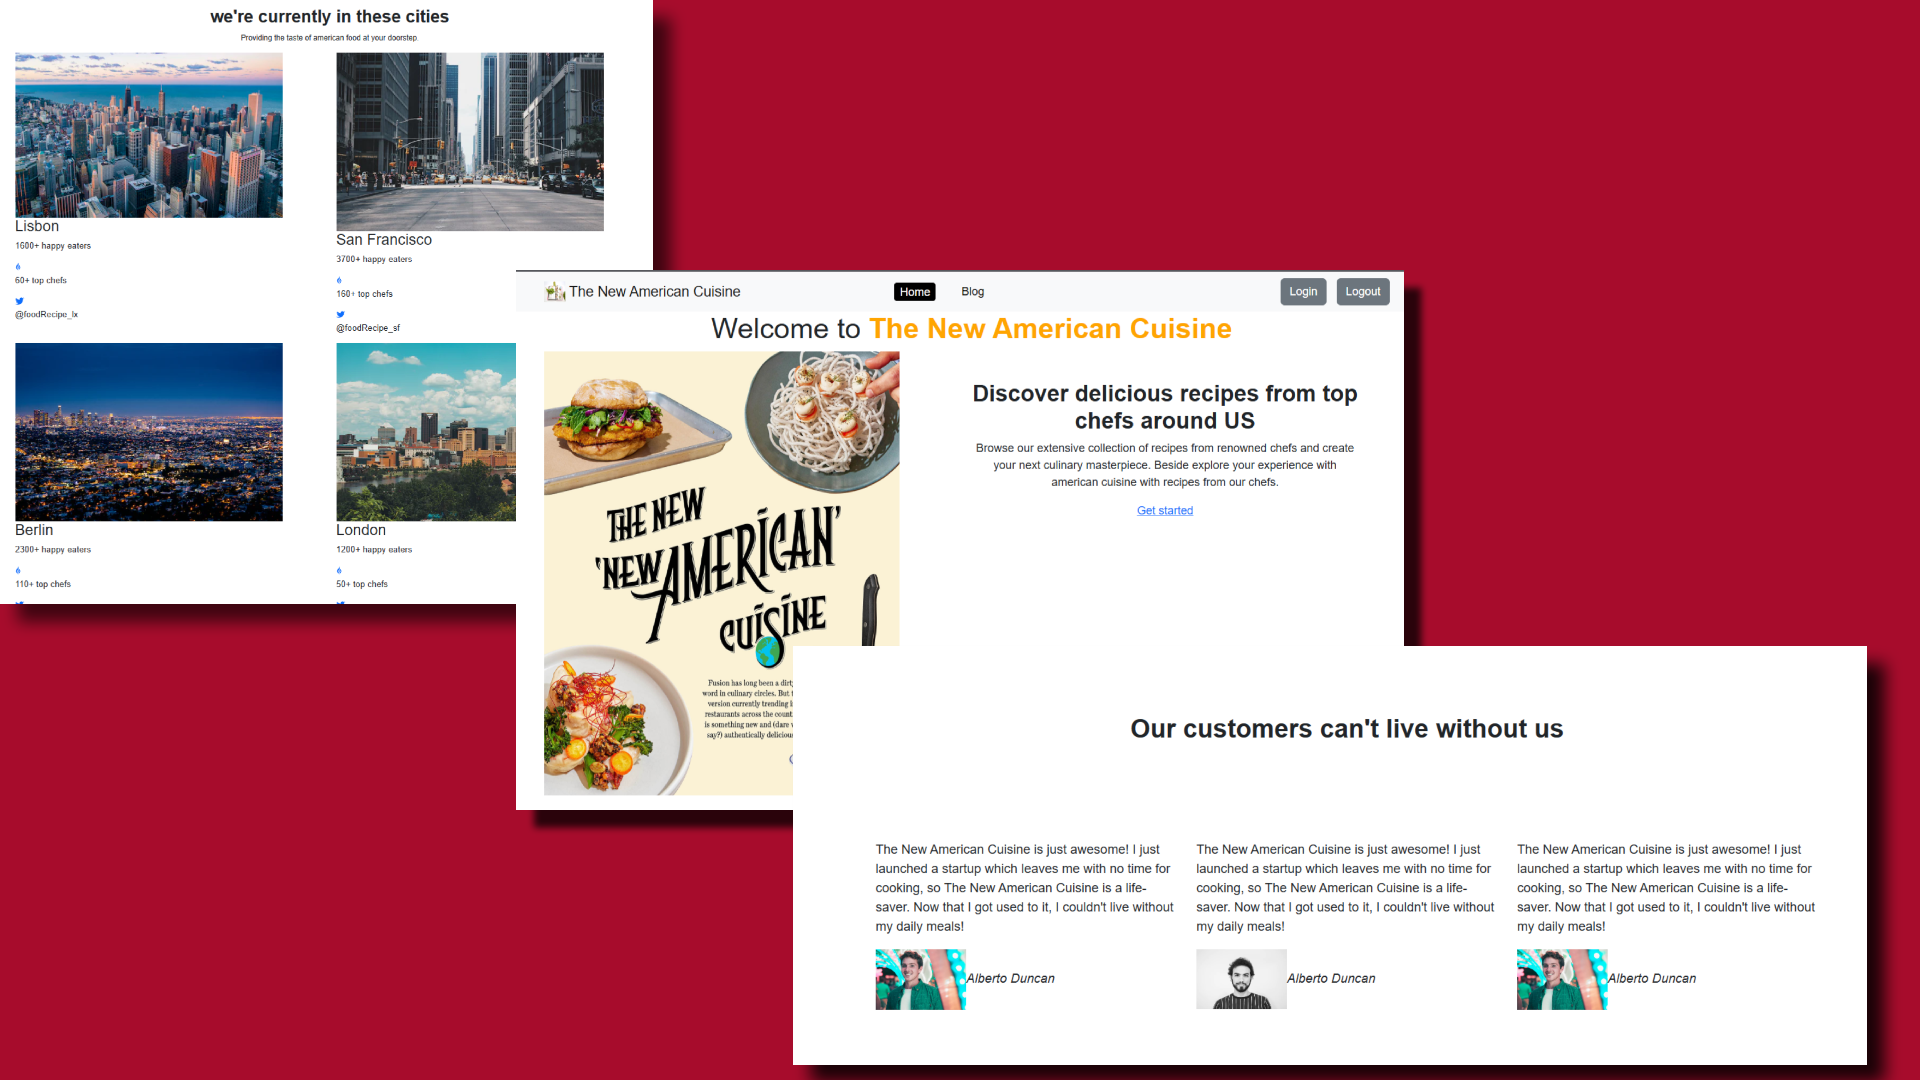 we're currently in these cities
Providing the taste of american food at your doorstep
Lisbon
1600+ happy eaters
60+ top chefs
@foodRecipe_lx
San Francisco
3700+ happy eaters
160+ top chefs
@foodRecipe_sf
Berlin
2300+ happy eaters
110+ top chefs
London
1200+ happy eaters
50+ top chefs
The New American Cuisine
Home
Blog
Login
Logout
Welcome to The New American Cuisine
THE NEW
'NEW
AMERICAN'
CUISINE
Fusion has long been a dirty
word in culinary circles. But
version currently trending
restaurants across the
is something new and (dare
say?) authentically
Discover delicious recipes from top
chefs around US
Browse our extensive collection of recipes from renowned chefs and create
your next culinary masterpiece. Beside explore your experience with
american cuisine with recipes from our chefs.
Get started
Our customers can't live without us
The New American Cuisine is just awesome! I just
launched a startup which leaves me with no time for
cooking, so The New American Cuisine is a life-
saver. Now that I got used to it, I couldn't live without
my daily meals!
Alberto Duncan
The New American Cuisine is just awesome! I just
launched a startup which leaves me with no time for
cooking, so The New American Cuisine is a life-
saver. Now that I got used to it, I couldn't live without
my daily meals!
Alberto Duncan
The New American Cuisine is just awesome! I just
launched a startup which leaves me with no time for
cooking, so The New American Cuisine is a life-
saver. Now that I got used to it, I couldn't live without
my daily meals!
Alberto Duncan